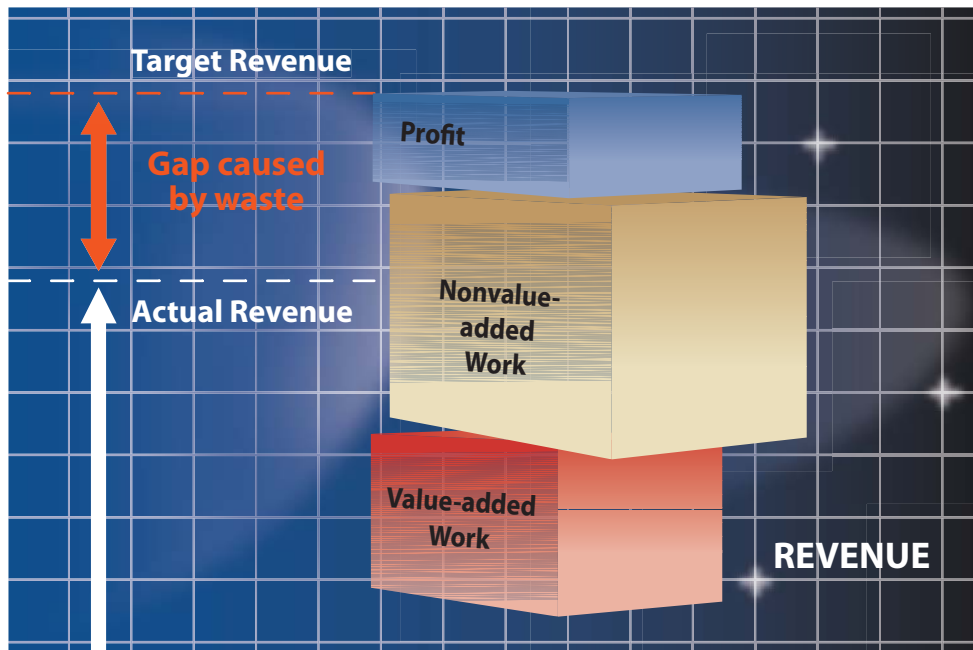 Target Revenue
Profit
Gap caused
by waste
Actual Revenue
Nonvalue-
added
Work
Value-added
Work
REVENUE